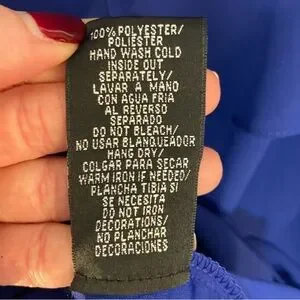 100% POLYESTER/
POLIESTER
HAND WASH COLD
INSIDE OUT
SEPARATELY/
LAVAR A MANO
CON AGUA FRIA
AL REVERSO
SEPARADO
DO NOT BLEACH/
NO USAR BLANQUEADOR
HANG DRY/
COLGAR PARA SECAR
WARM IRON IF NEEDED/
PLANCHA TIBIA SI
SE NECESITA
DO NOT IRON
DECORATIONS/
NO PLANCHAR
DECORACIONES